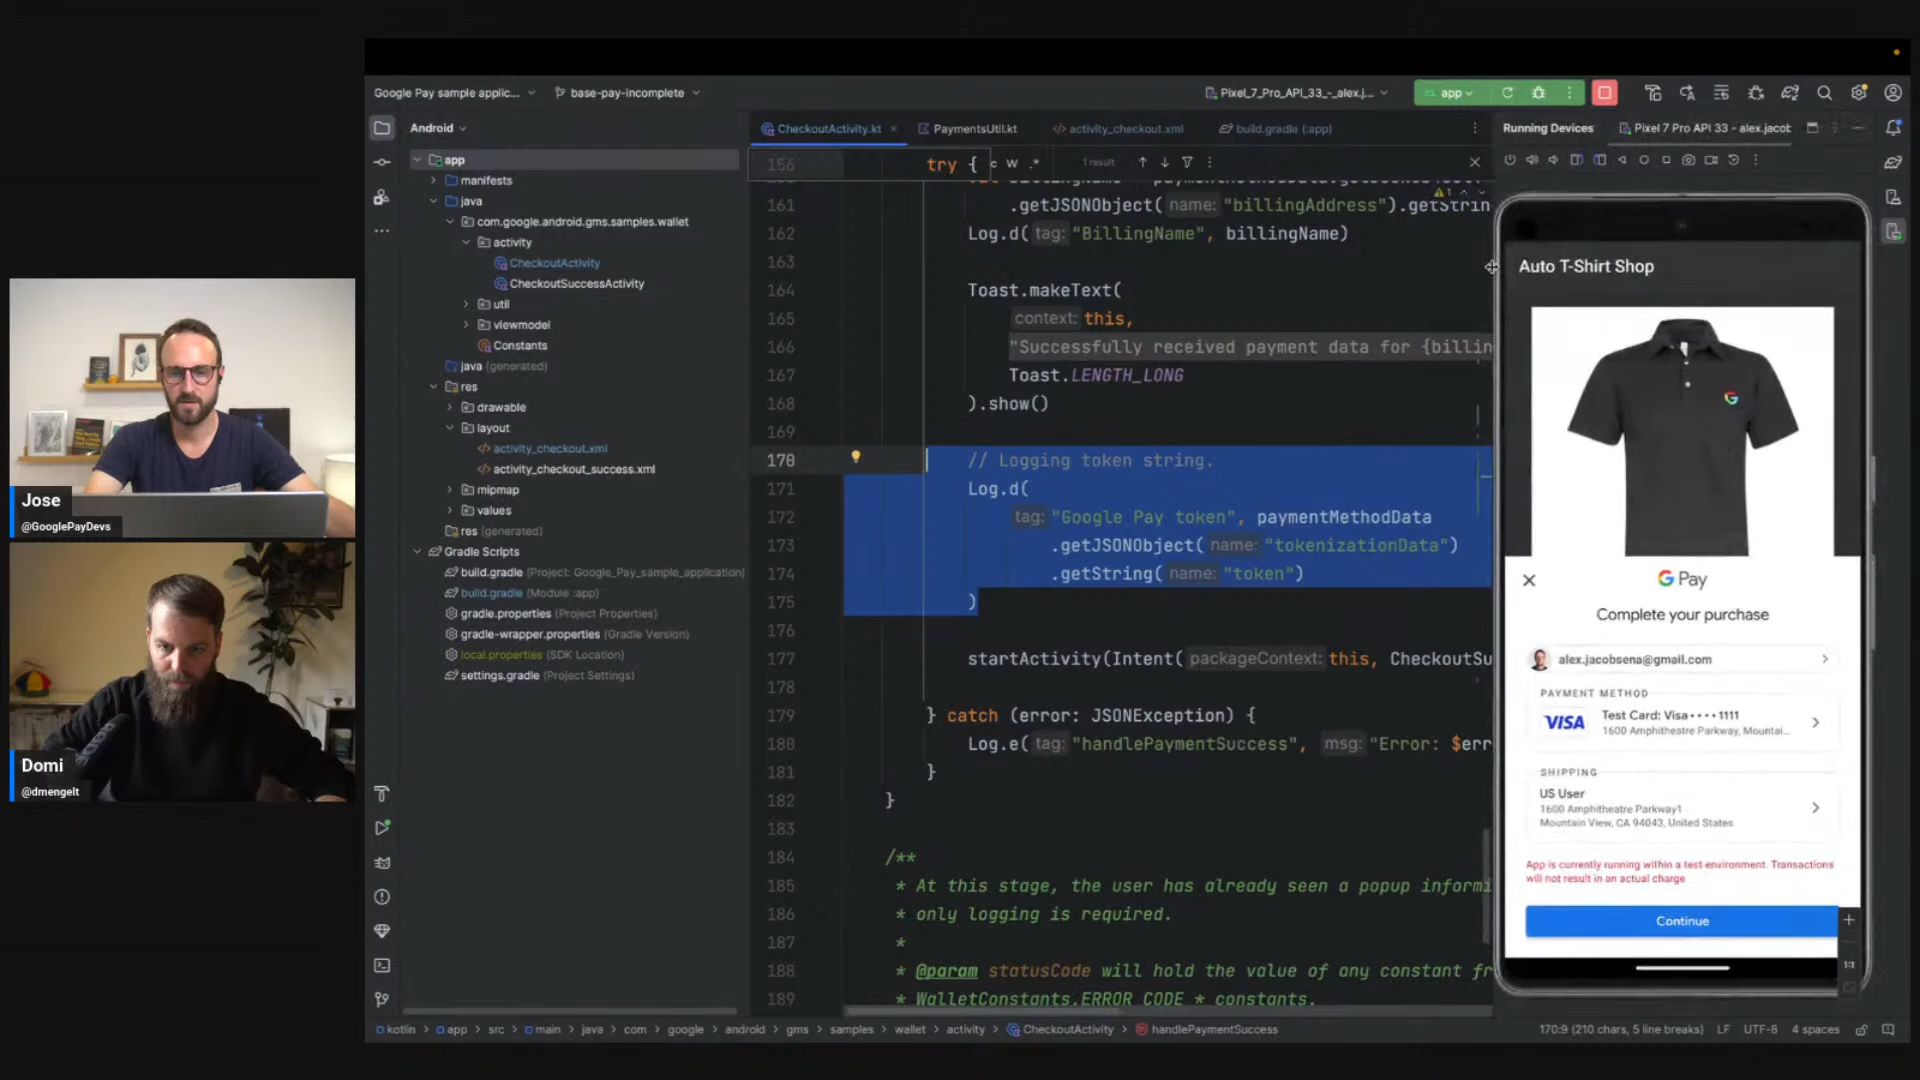 Google Pay sample applic...
base-pay-incomplete
Pixel_7_Pro_API_33_-_alex.j...
app
Android
CheckoutActivity.kt
PaymentsUtil.kt
activity_checkout.xml
build.gradle (:app)
Running Devices
Pixel 7 Pro API 33 - alex.jacot
app
manifests
java
com.google.android.gms.samples.wallet
activity
CheckoutActivity
CheckoutSuccessActivity
util
viewmodel
Constants
java (generated)
res
drawable
layout
activity_checkout.xml
activity_checkout_success.xml
mipmap
values
res (generated)
Gradle Scripts
build.gradle (Project: Google_Pay_sample_application)
build.gradle (Module :app)
gradle.properties (Project Properties)
gradle-wrapper.properties (Gradle Version)
local.properties (SDK Location)
settings.gradle (Project Settings)
156 try {
W .* 1 result
161 .getJSONObject( name: "billingAddress").getStrin
162 Log.d( tag: "BillingName", billingName)
163
164 Toast.makeText(
165 context: this,
166 "Successfully received payment data for {billin
167 Toast.LENGTH_LONG
168 ).show()
169
170 // Logging token string.
171 Log.d(
172 tag: "Google Pay token", paymentMethodData
173 .getJSONObject( name: "tokenizationData")
174 .getString( name: "token")
175 )
176
177 startActivity(Intent( packageContext: this, CheckoutSu
178
179 } catch (error: JSONException) {
180 Log.e( tag: "handlePaymentSuccess", msg: "Error: $err
181 }
182 }
183
184 /**
185 * At this stage, the user has already seen a popup informi
186 * only logging is required.
187 *
188 * @param statusCode will hold the value of any constant fr
189 * WalletConstants.ERROR_CODE_* constants.
Auto T-Shirt Shop
G Pay
Complete your purchase
alex.jacobsena@gmail.com
PAYMENT METHOD
VISA
Test Card: Visa •••• 1111
1600 Amphitheatre Parkway, Mountai...
SHIPPING
US User
1600 Amphitheatre Parkway1
Mountain View, CA 94043, United States
App is currently running within a test environment. Transactions
will not result in an actual charge
Continue
1:1
Jose
@GooglePayDevs
Domi
@dmengelt
kotlin > app > src > main > java > com > google > android > gms > samples > wallet > activity > CheckoutActivity > handlePaymentSuccess
170:9 (210 chars, 5 line breaks) LF UTF-8 4 spaces